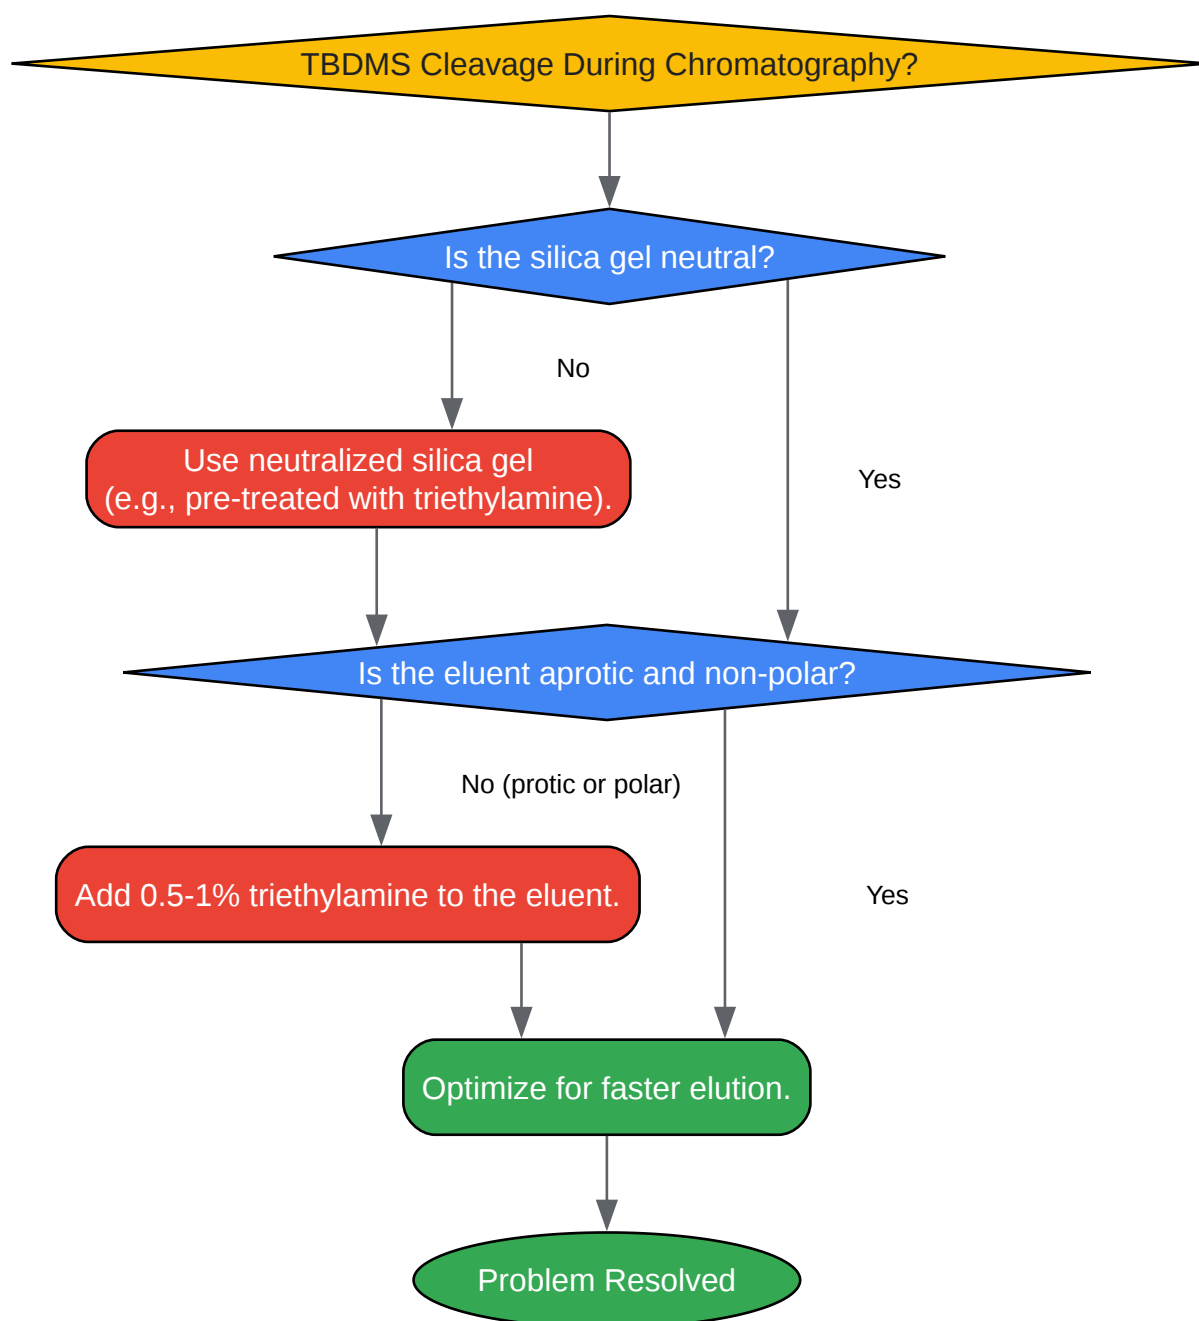 TBDMS Cleavage During Chromatography?
Is the silica gel neutral?
No
Use neutralized silica gel
(e.g., pre-treated with triethylamine).
Yes
Is the eluent aprotic and non-polar?
No (protic or polar)
Add 0.5-1% triethylamine to the eluent.
Yes
Optimize for faster elution.
Problem Resolved